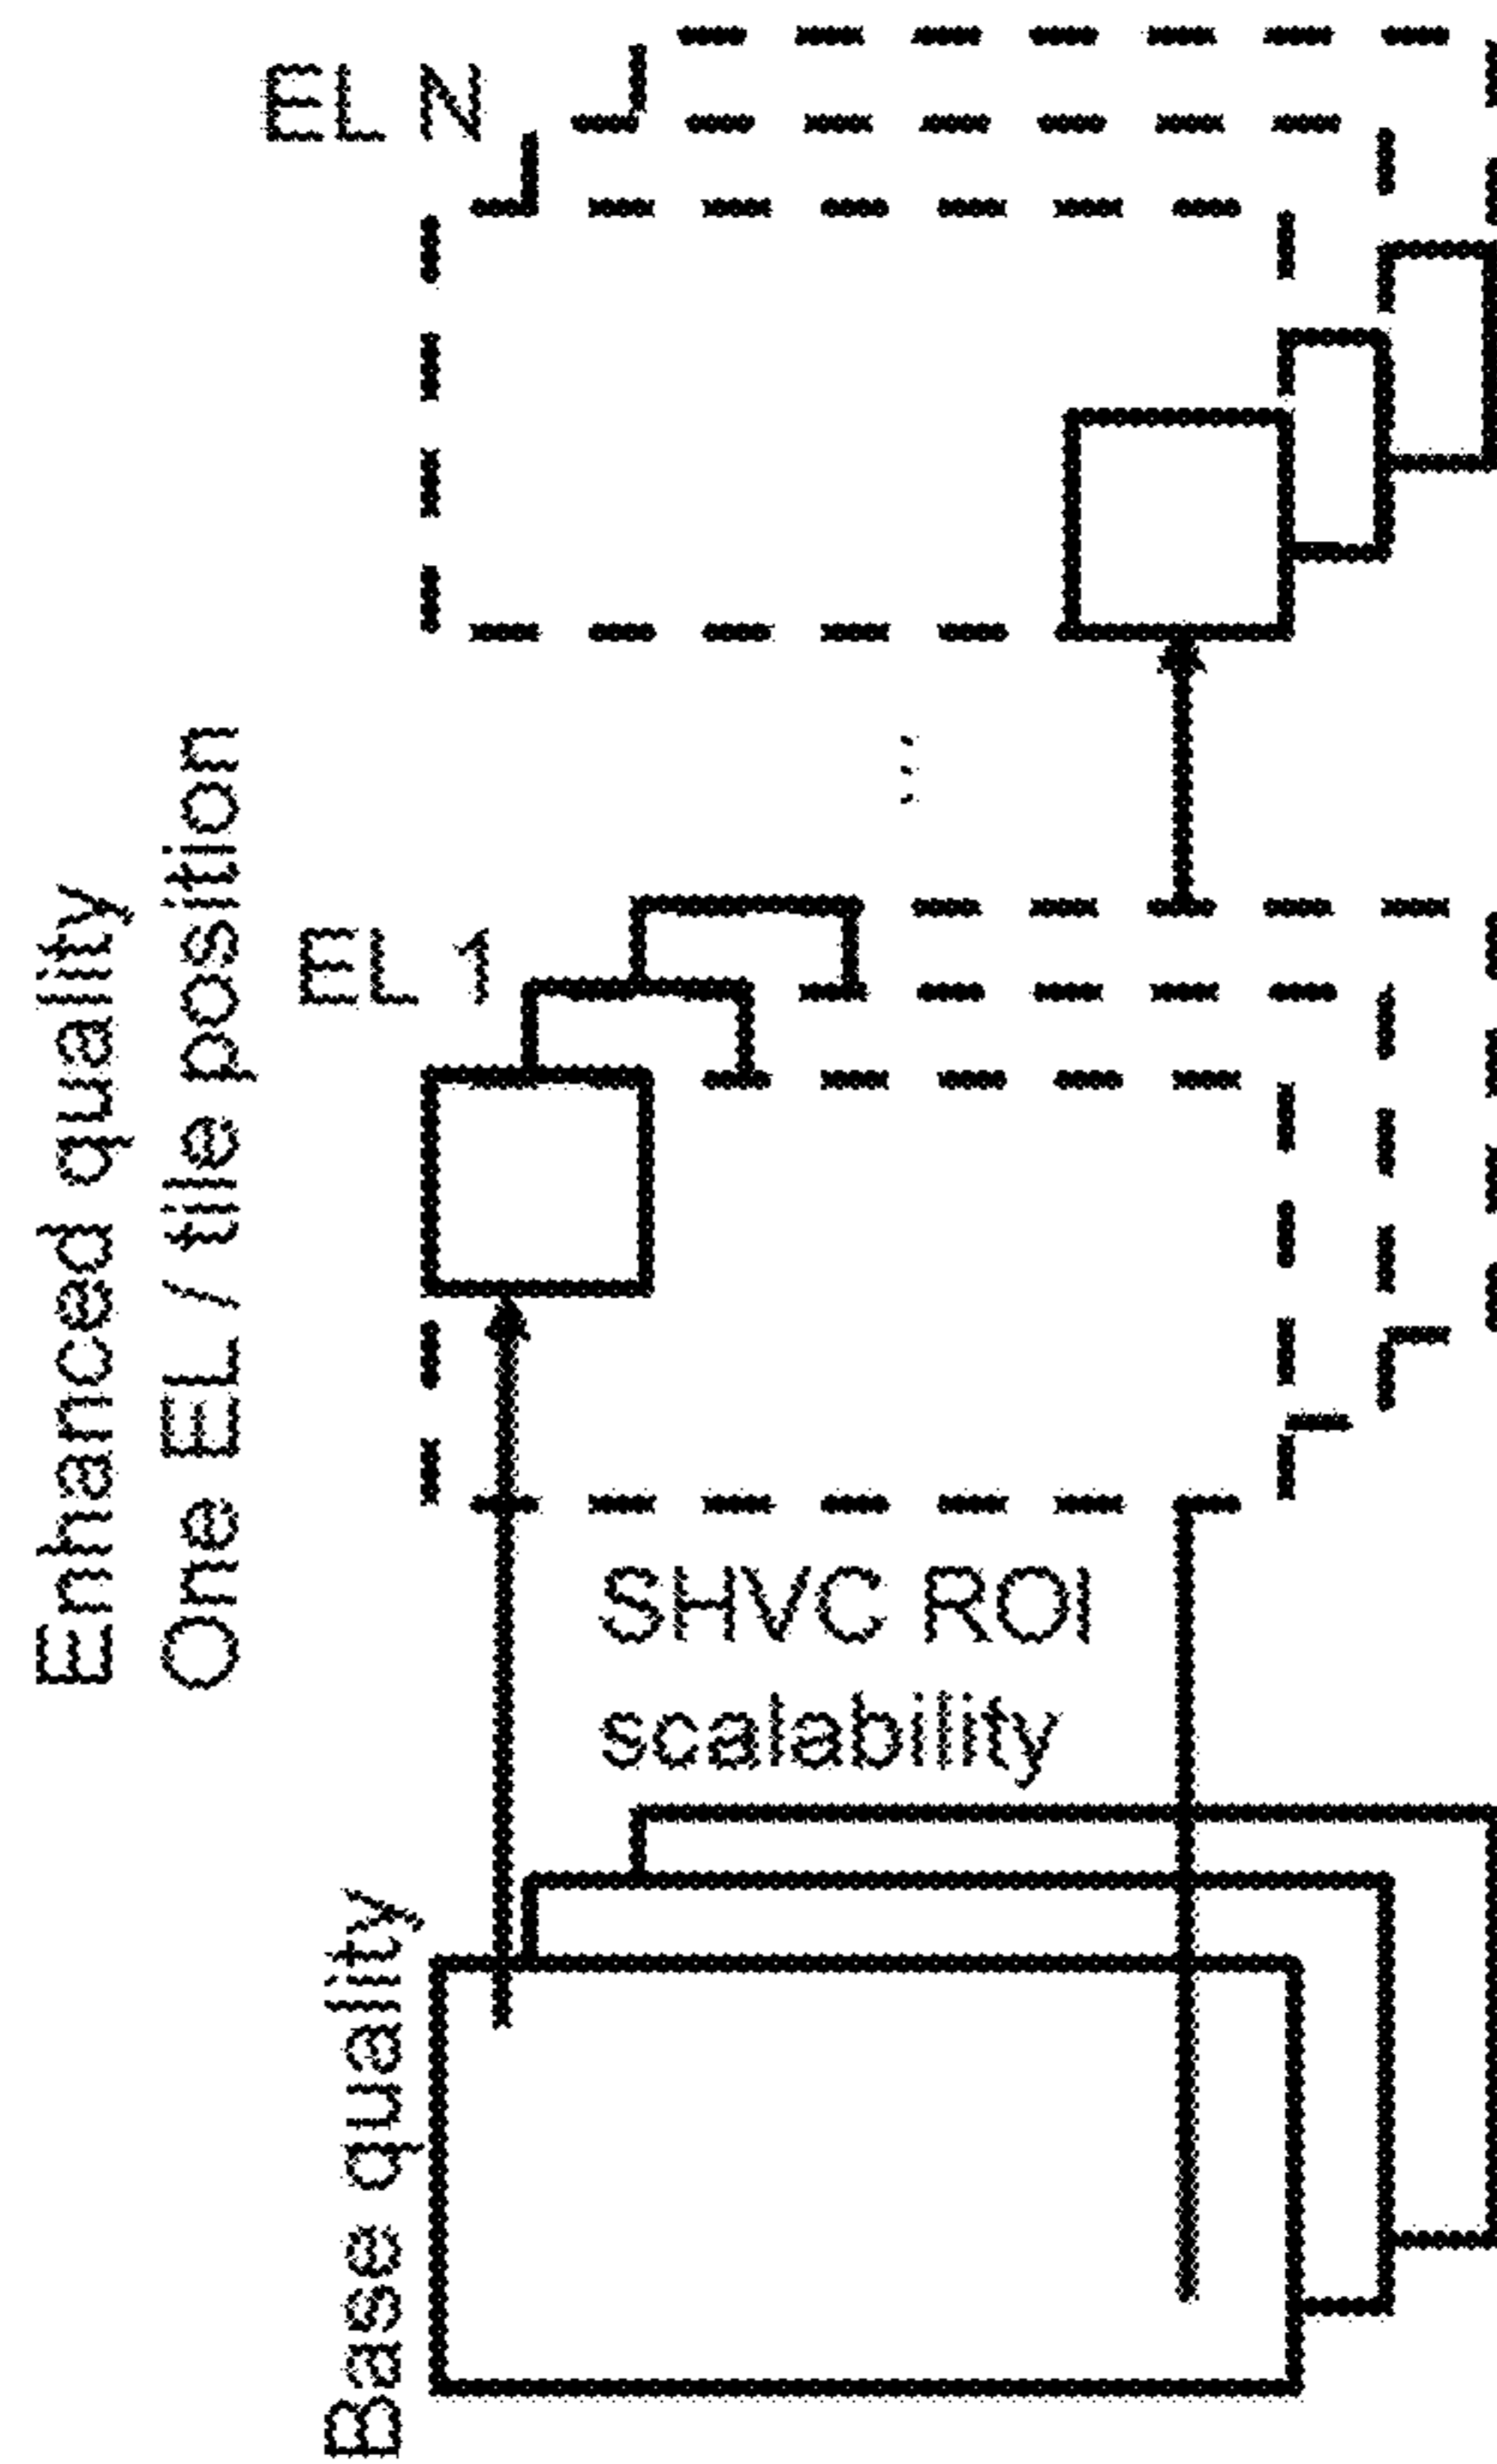 Enhanced quality
One EL / tile position
EL 1
...
EL N
SHVC ROI
scalability
Base quality